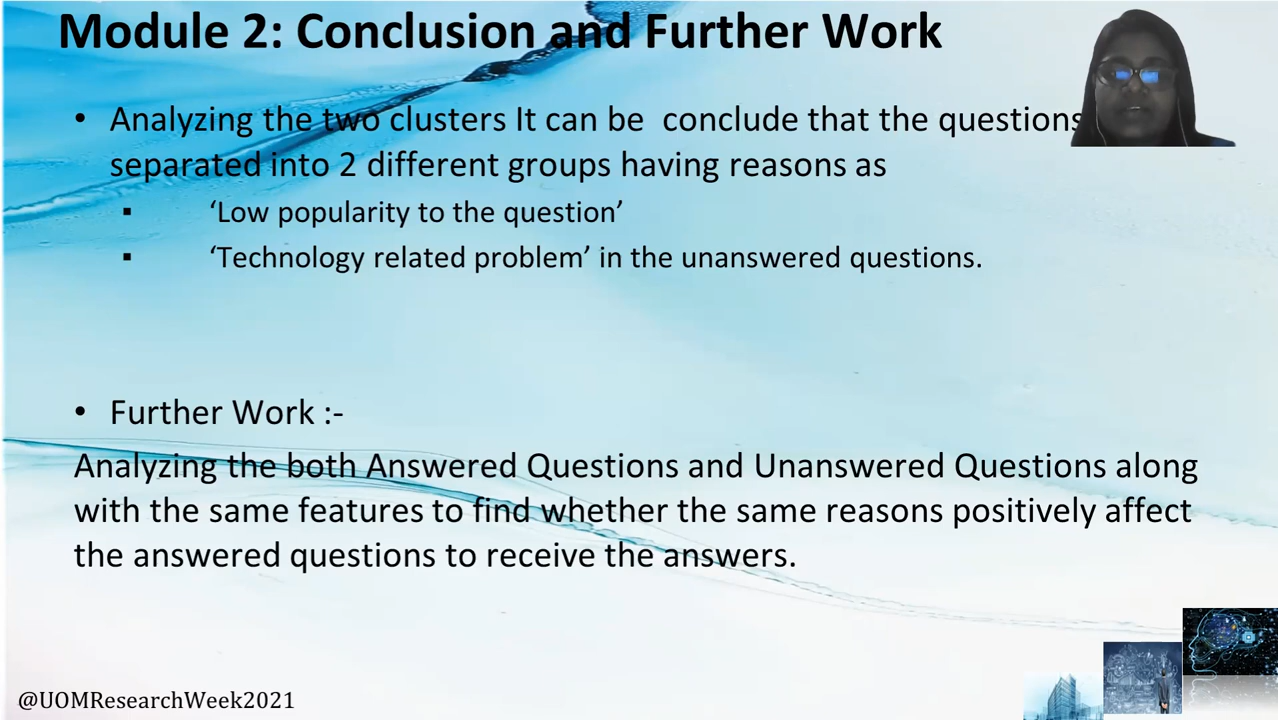 Module 2: Conclusion and Further Work
• Analyzing the two clusters It can be  conclude that the questions
separated into 2 different groups having reasons as
▪ ‘Low popularity to the question’
▪ ‘Technology related problem’ in the unanswered questions.
• Further Work :-
Analyzing the both Answered Questions and Unanswered Questions along
with the same features to find whether the same reasons positively affect
the answered questions to receive the answers.
@UOMResearchWeek2021